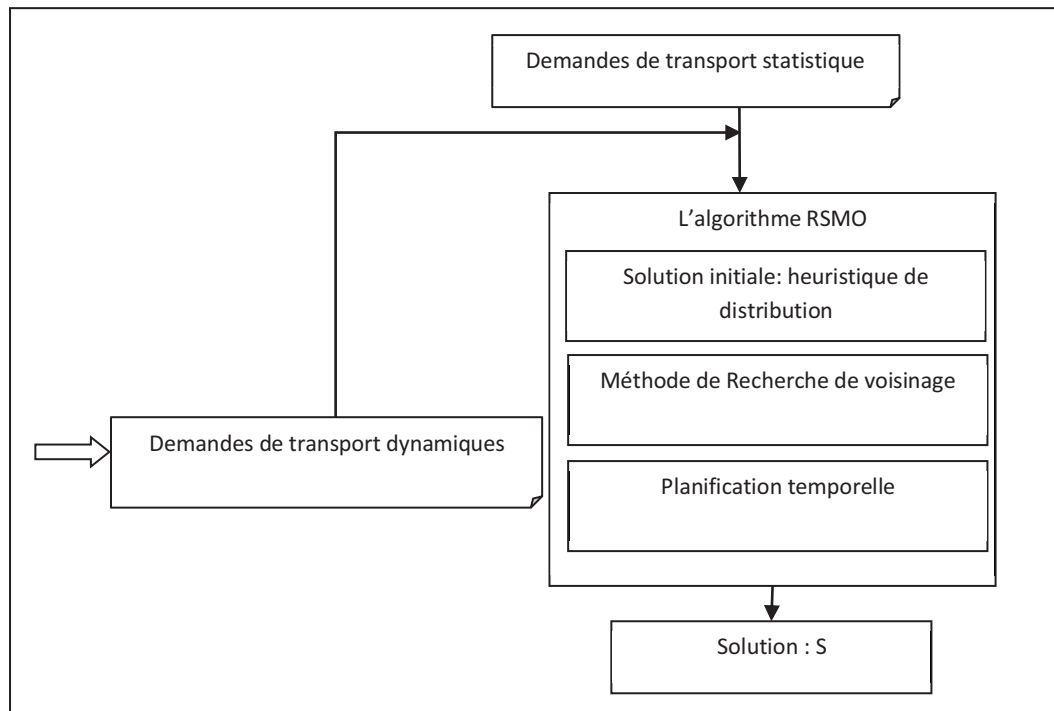 Demandes de transport statistique
L’algorithme RSMO
Solution initiale: heuristique de
distribution
Méthode de Recherche de voisinage
Demandes de transport dynamiques
Planification temporelle
Solution : S